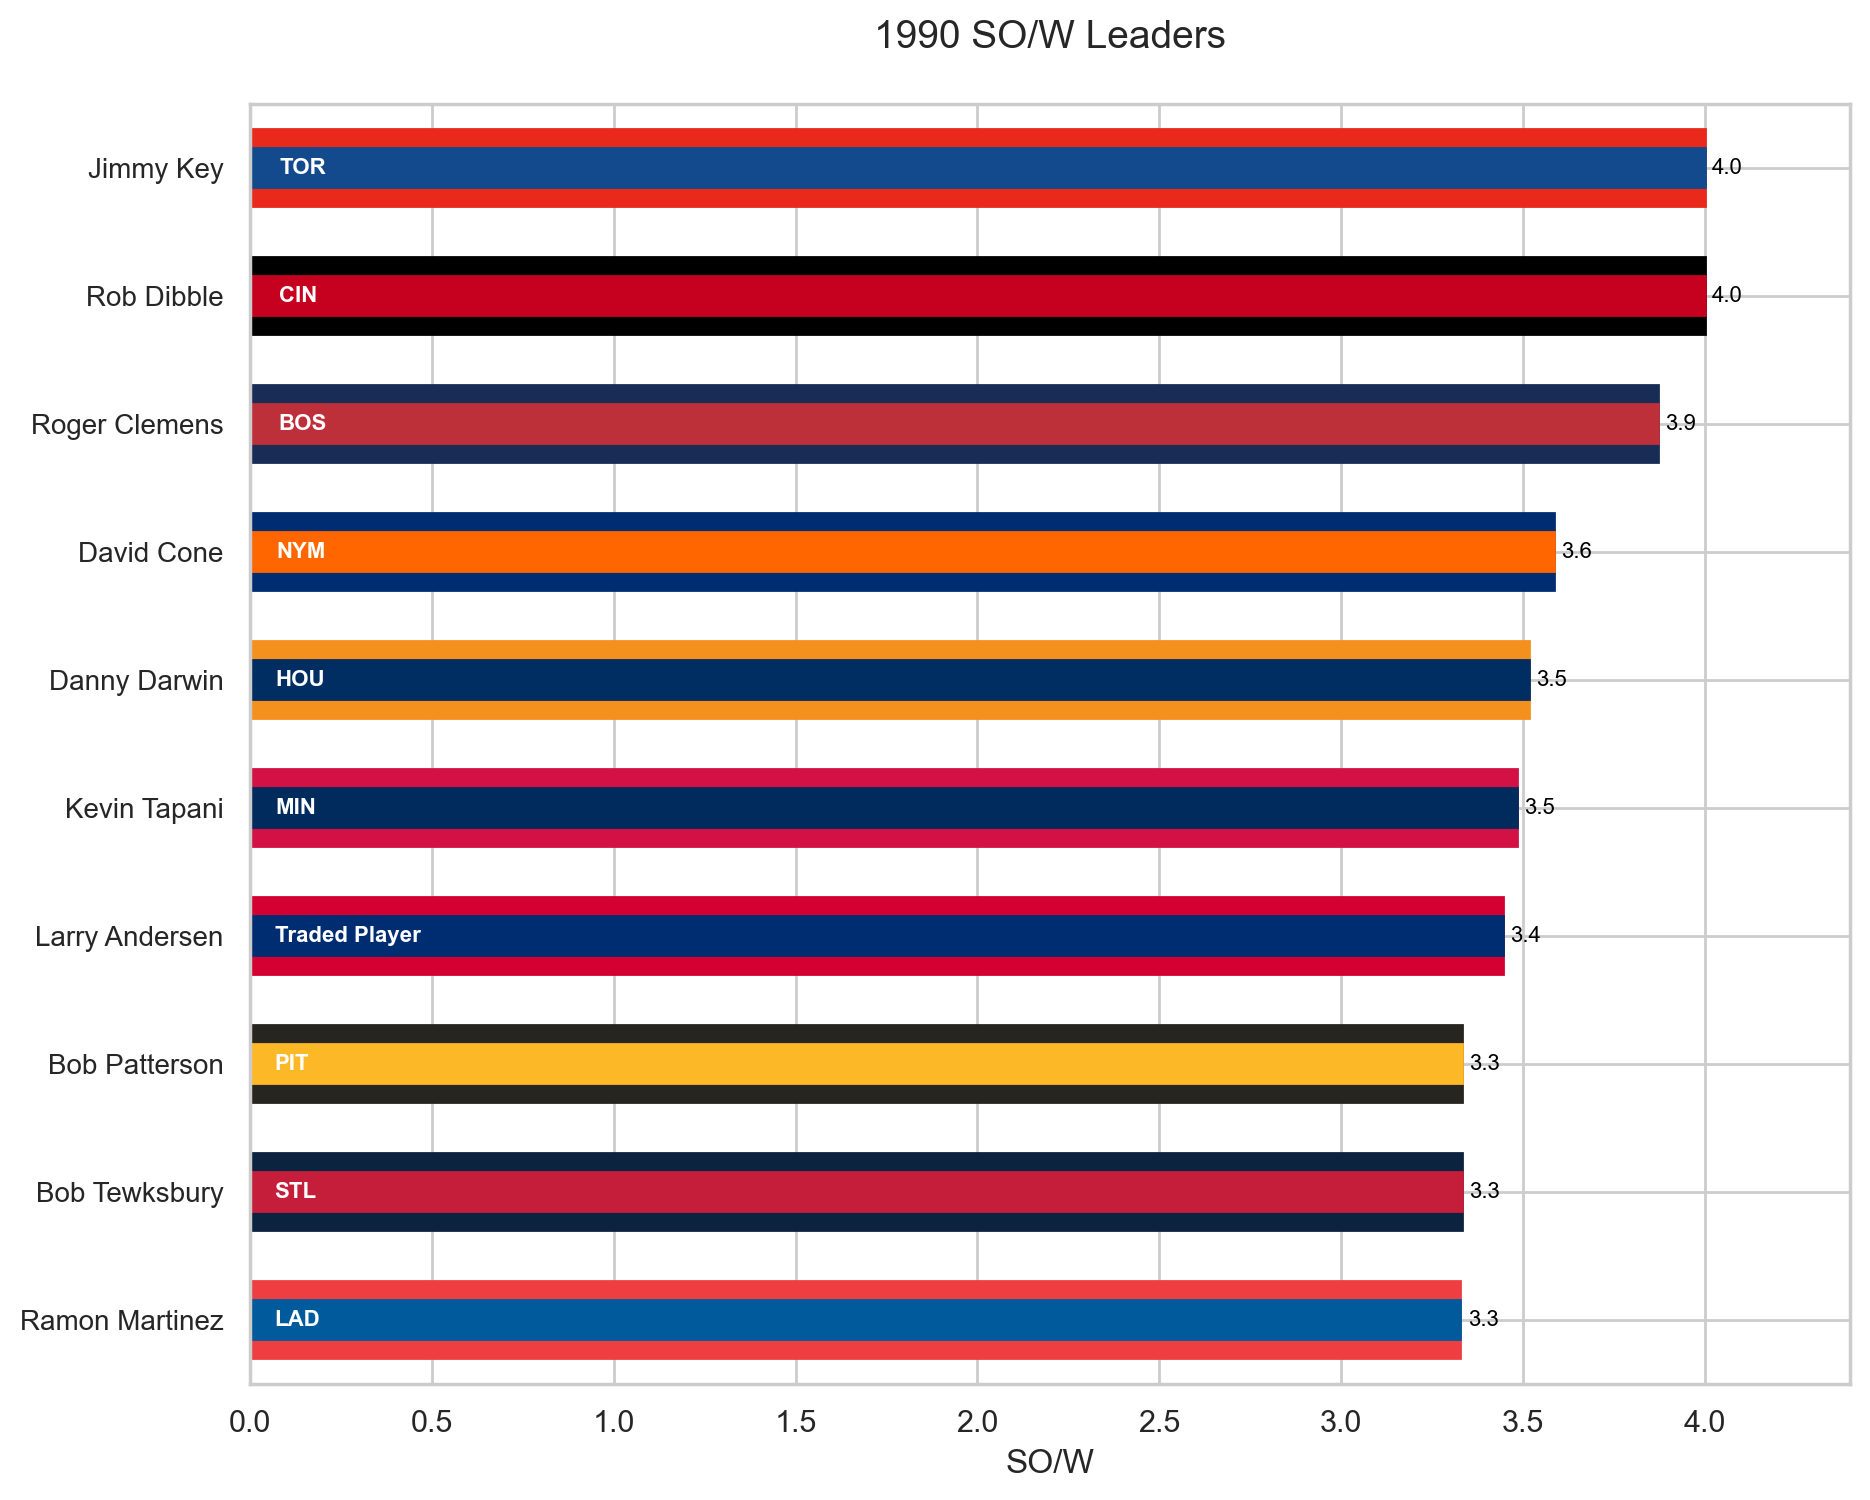 1990 SO/W Leaders
Jimmy Key TOR 4.0
Rob Dibble CIN 4.0
Roger Clemens BOS 3.9
David Cone NYM 3.6
Danny Darwin HOU 3.5
Kevin Tapani MIN 3.5
Larry Andersen Traded Player 3.4
Bob Patterson PIT 3.3
Bob Tewksbury STL 3.3
Ramon Martinez LAD 3.3
0.0 0.5 1.0 1.5 2.0 2.5 3.0 3.5 4.0
SO/W